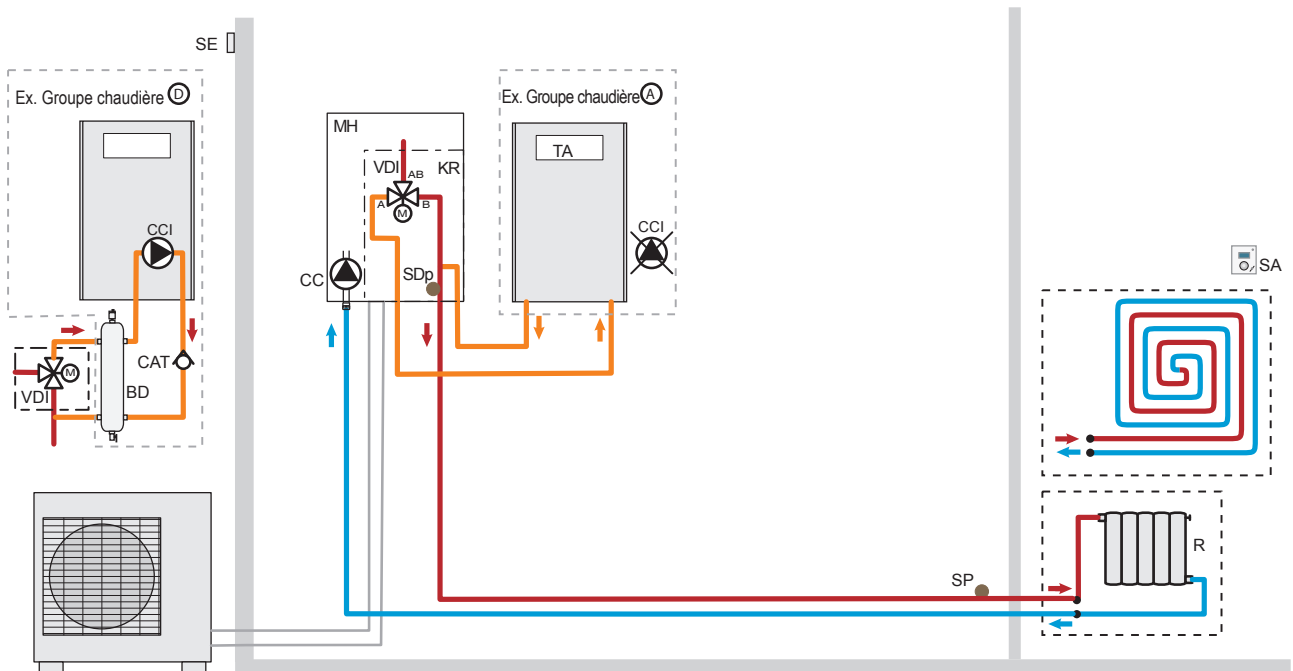 SE
Ex. Groupe chaudière D
CCI
CAT
M
VDI
BD
MH
VDI
AB
KR
A
B
M
CC
SDp
Ex. Groupe chaudière A
TA
CCI
SA
R
SP